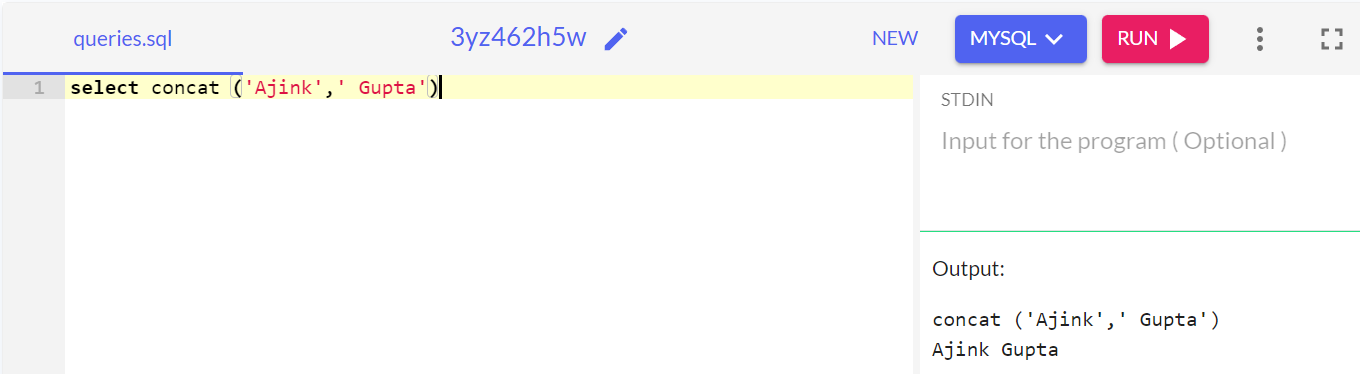 queries.sql 3yz462h5w NEW MYSQL RUN
1 select concat ('Ajink',' Gupta')
STDIN
Input for the program ( Optional )
Output:
concat ('Ajink',' Gupta')
Ajink Gupta